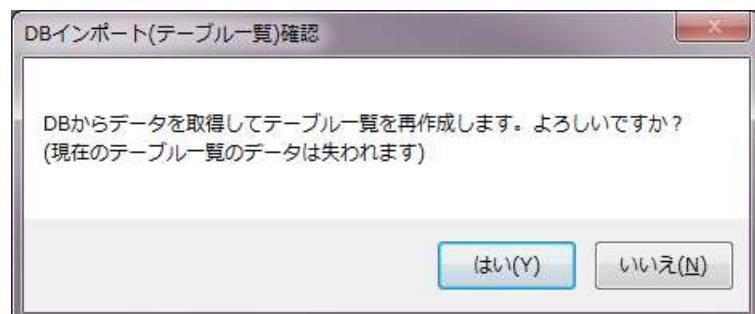 DBインポート(テーブル一覧)確認
DBからデータを取得してテーブル一覧を再作成します。よろしいですか？
(現在のテーブル一覧のデータは失われます)
はい(Y)
いいえ(N)